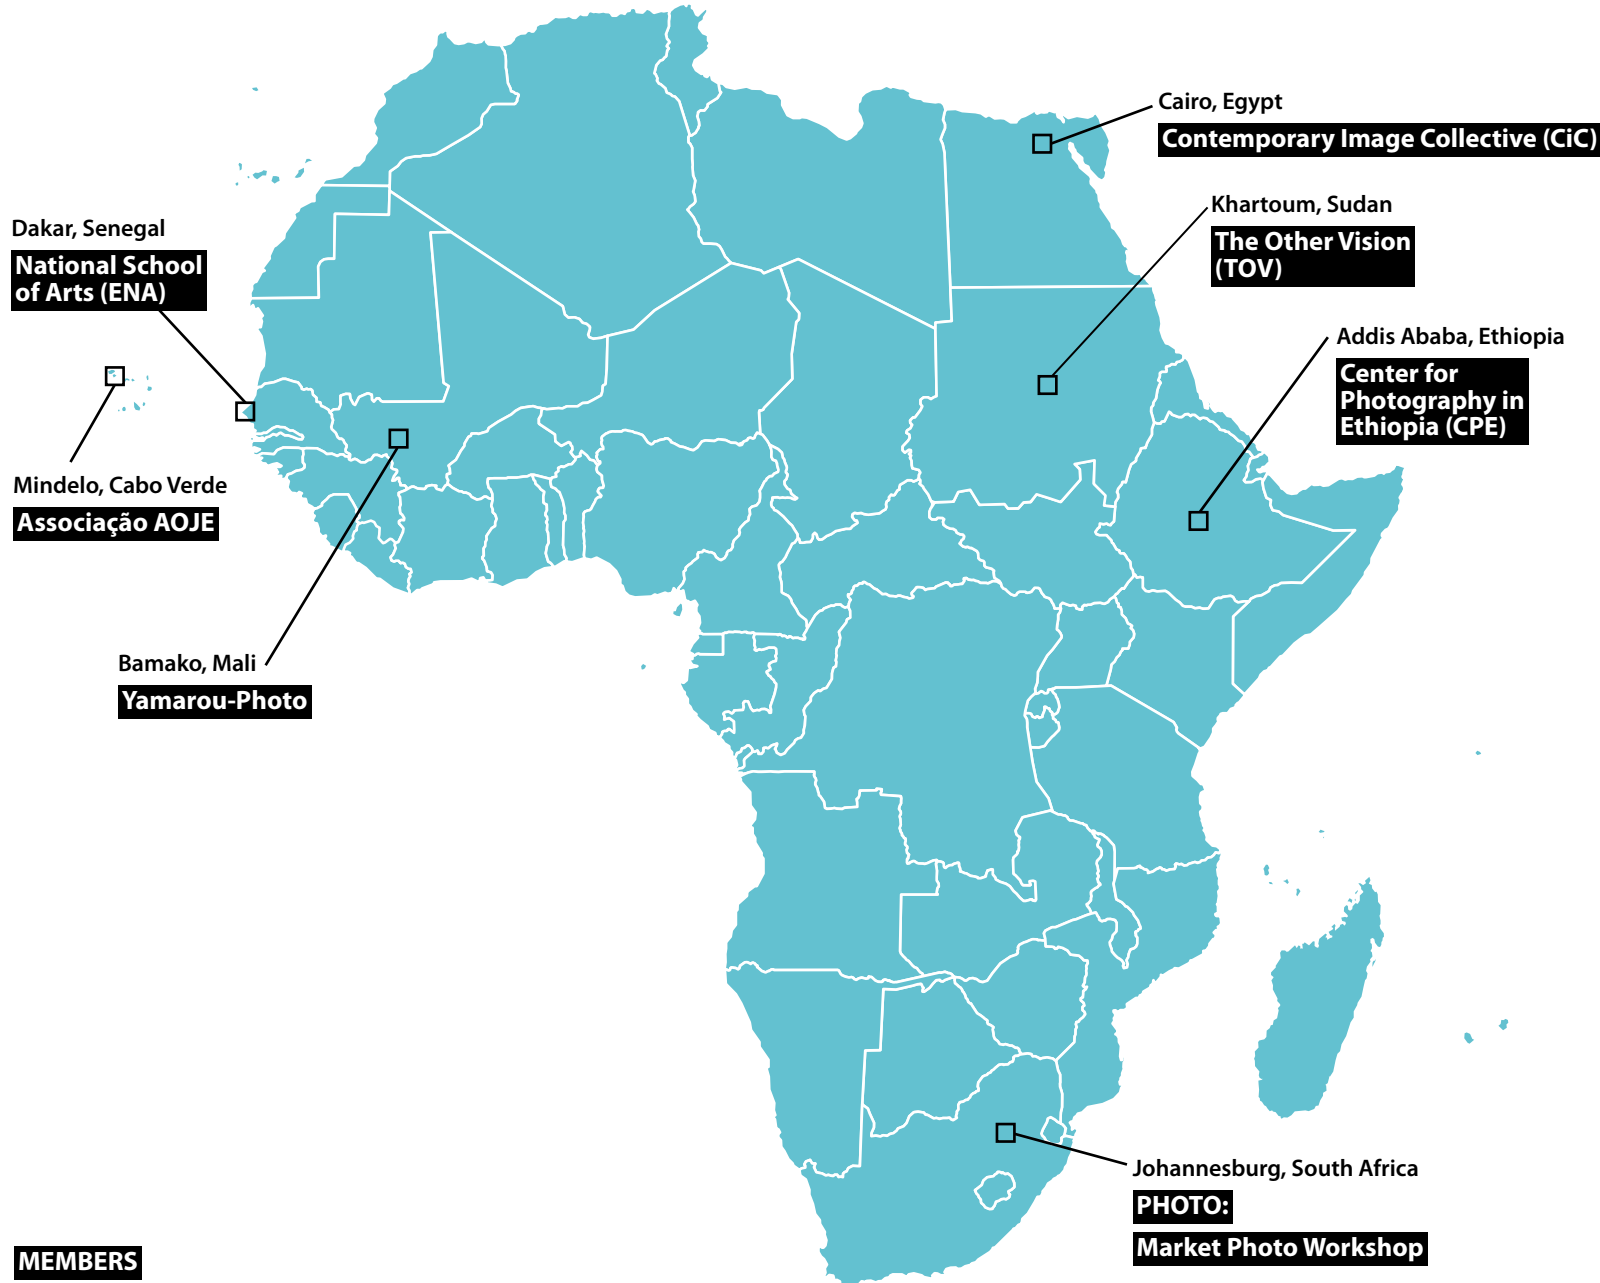 Cairo, Egypt
Contemporary Image Collective (CiC)
Khartoum, Sudan
The Other Vision
(TOV)
Dakar, Senegal
National School
of Arts (ENA)
Addis Ababa, Ethiopia
Center for
Photography in
Ethiopia (CPE)
Mindelo, Cabo Verde
Associação AOJE
Bamako, Mali
Yamarou-Photo
Johannesburg, South Africa
PHOTO:
Market Photo Workshop
MEMBERS